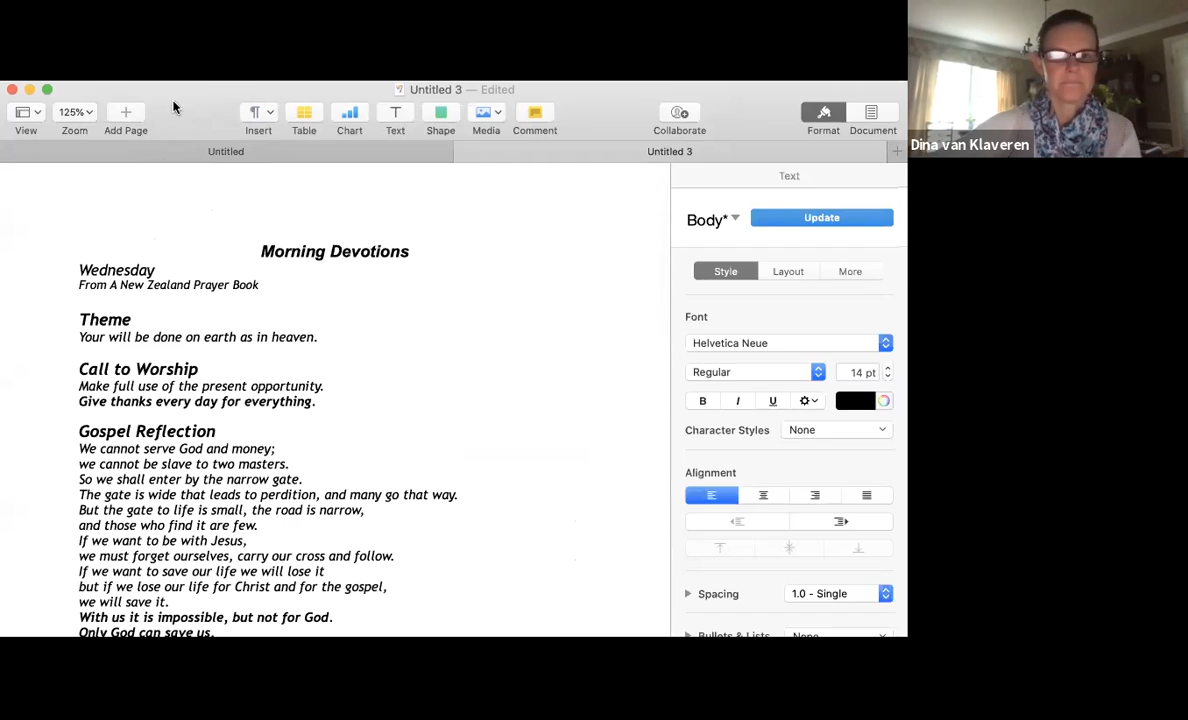 Untitled 3 — Edited
View
125%
Zoom
Add Page
Insert
Table
Chart
Text
Shape
Media
Comment
Collaborate
Format
Document
Dina van Klaveren
Untitled
Untitled 3
Text
Body*
Update
Style
Layout
More
Font
Helvetica Neue
Regular
14 pt
B
I
U
Character Styles
None
Alignment
Spacing
1.0 - Single
Bullets & Lists
None
Morning Devotions
Wednesday
From A New Zealand Prayer Book
Theme
Your will be done on earth as in heaven.
Call to Worship
Make full use of the present opportunity.
Give thanks every day for everything.
Gospel Reflection
We cannot serve God and money;
we cannot be slave to two masters.
So we shall enter by the narrow gate.
The gate is wide that leads to perdition, and many go that way.
But the gate to life is small, the road is narrow,
and those who find it are few.
If we want to be with Jesus,
we must forget ourselves, carry our cross and follow.
If we want to save our life we will lose it
but if we lose our life for Christ and for the gospel,
we will save it.
With us it is impossible, but not for God.
Only God can save us.